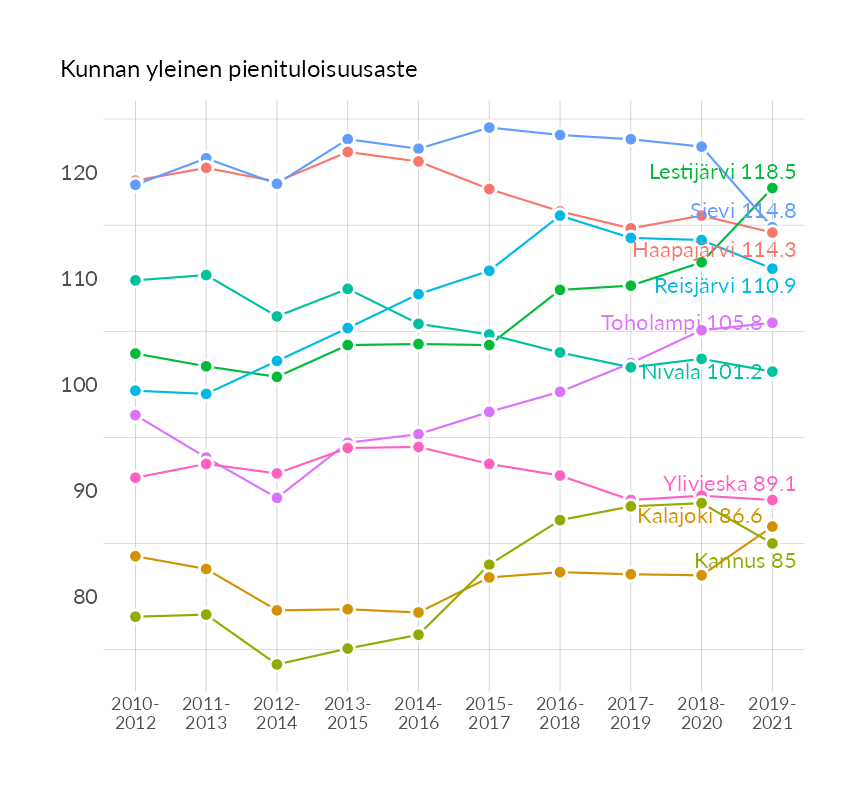 Kunnan yleinen pienituloisuusaste
120
110
100
90
80
Lestijärvi 118.5
Sievi 114.8
Haapajärvi 114.3
Reisjärvi 110.9
Toholampi 105.8
Nivala 101.2
Ylivieska 89.1
Kalajoki 86.6
Kannus 85
2010- 2011- 2012- 2013- 2014- 2015- 2016- 2017- 2018- 2019-
2012 2013 2014 2015 2016 2017 2018 2019 2020 2021